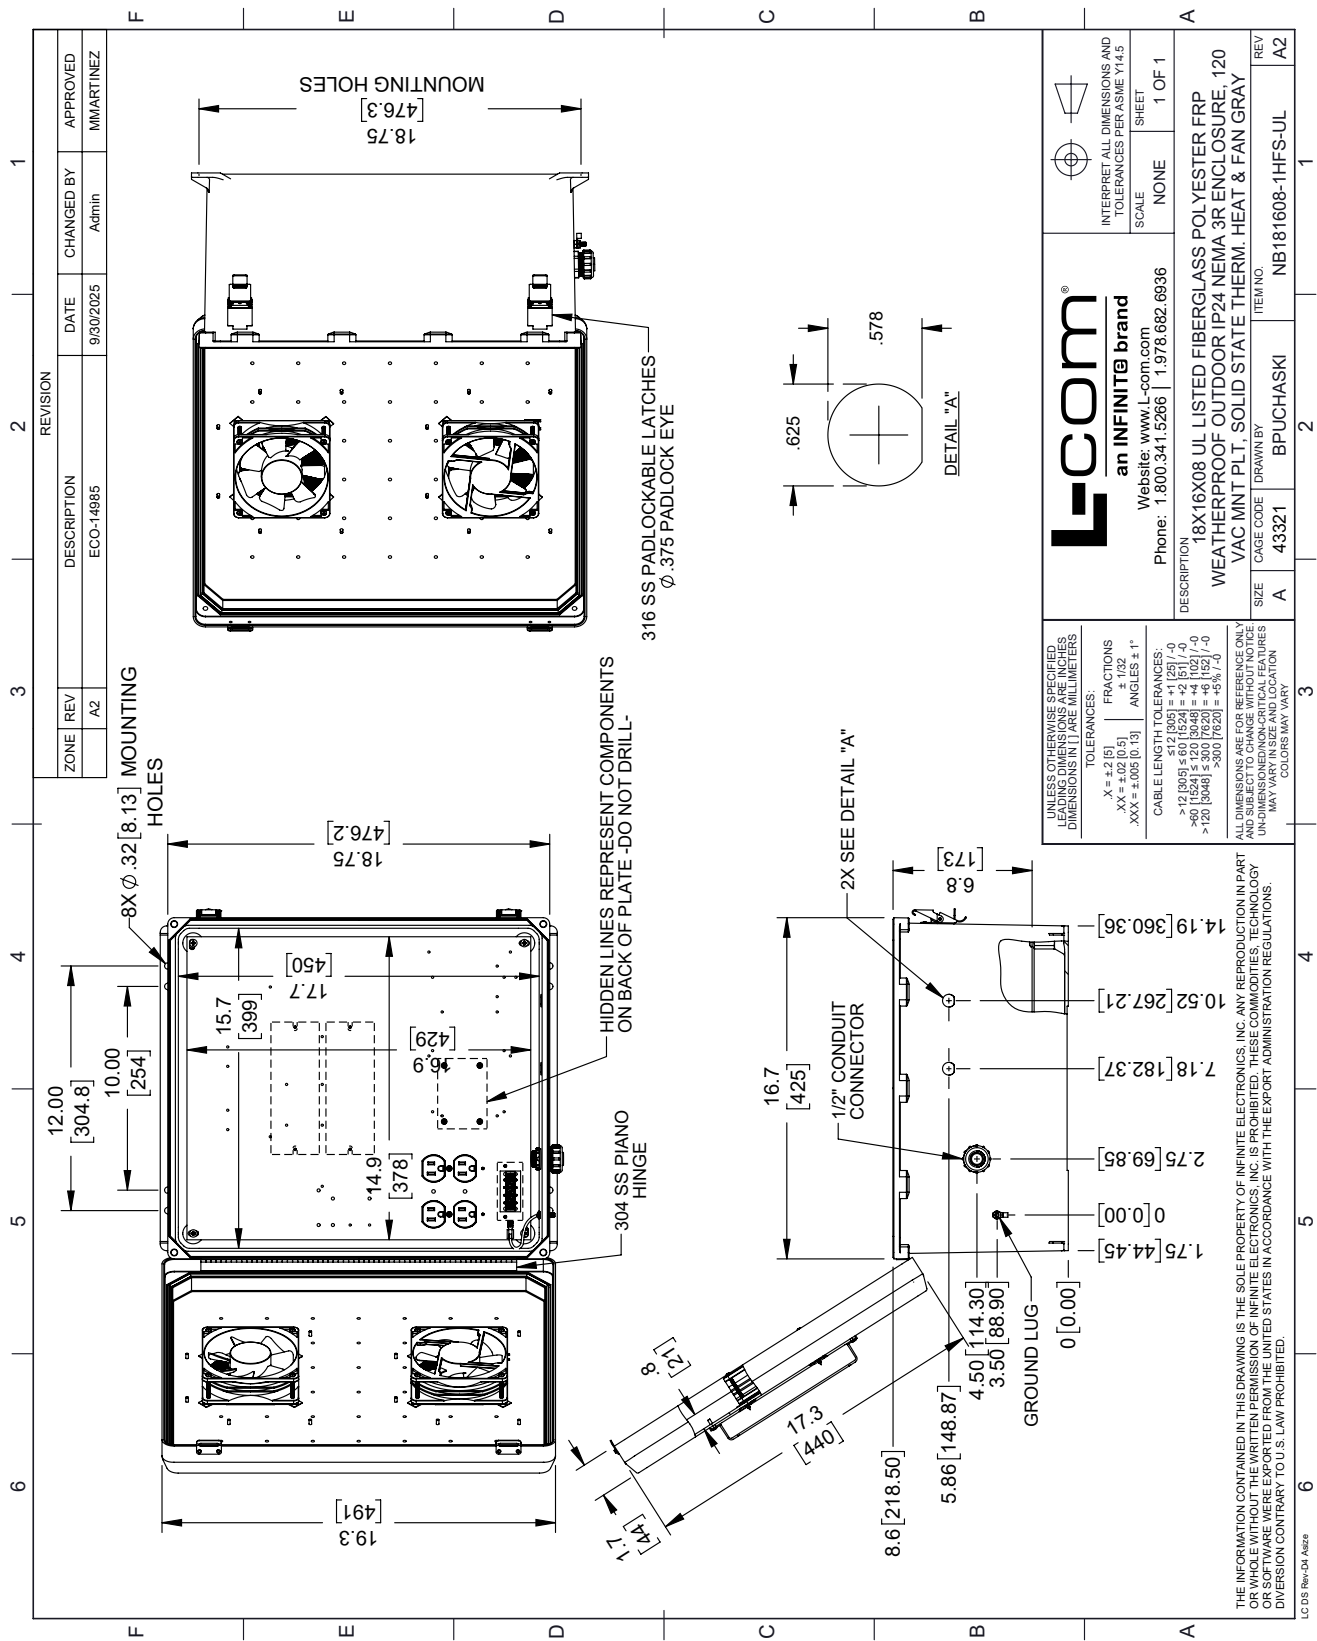 REVISION
ZONE REV DESCRIPTION DATE CHANGED BY APPROVED
A2 ECO-14985 9/30/2025 Admin MMARTINEZ
6 5 4 3 2 1
F
E
D
C
B
A
19.3
[491]
12.00
[304.8]
10.00
[254]
8X Ø .32 [8.13] MOUNTING
HOLES
15.7
[399]
14.9
[378]
17.7
[450]
16.9
[429]
18.75
[476.2]
HIDDEN LINES REPRESENT COMPONENTS
ON BACK OF PLATE -DO NOT DRILL-
304 SS PIANO
HINGE
18.75
[476.3]
MOUNTING HOLES
316 SS PADLOCKABLE LATCHES
Ø .375 PADLOCK EYE
1.7
[44]
.8
[21]
17.3
[440]
16.7
[425]
1/2" CONDUIT
CONNECTOR
2X SEE DETAIL "A"
6.8
[173]
8.6 [218.50]
5.86 [148.87]
4.50 [114.30]
3.50 [88.90]
GROUND LUG
0 [0.00]
1.75 [44.45]
0 [0.00]
2.75 [69.85]
7.18 [182.37]
10.52 [267.21]
14.19 [360.36]
.625
.578
DETAIL "A"
THE INFORMATION CONTAINED IN THIS DRAWING IS THE SOLE PROPERTY OF INFINITE ELECTRONICS, INC. ANY REPRODUCTION IN PART
OR WHOLE WITHOUT THE WRITTEN PERMISSION OF INFINITE ELECTRONICS, INC. IS PROHIBITED. THESE COMMODITIES, TECHNOLOGY
OR SOFTWARE WERE EXPORTED FROM THE UNITED STATES IN ACCORDANCE WITH THE EXPORT ADMINISTRATION REGULATIONS.
DIVERSION CONTRARY TO U.S. LAW PROHIBITED.
UNLESS OTHERWISE SPECIFIED
LEADING DIMENSIONS ARE INCHES
DIMENSIONS IN [ ] ARE MILLIMETERS
TOLERANCES:
.X = ±.2 [5]
.XX = ±.02 [0.5]
.XXX = ±.005 [0.13]
FRACTIONS
± 1/32
ANGLES ± 1°
CABLE LENGTH TOLERANCES:
≤12 [305] = +1 [25] / -0
>12 [305] ≤ 60 [1524] = +2 [51] / -0
>60 [1524] ≤ 120 [3048] = +4 [102] / -0
>120 [3048] ≤ 300 [7620] = +6 [152] / -0
>300 [7620] = +5% / -0
ALL DIMENSIONS ARE FOR REFERENCE ONLY
AND SUBJECT TO CHANGE WITHOUT NOTICE.
UN-DIMENSIONED/NON-CRITICAL FEATURES
MAY VARY IN SIZE AND LOCATION
COLORS MAY VARY
L-com®
an INFINIT@ brand
Website: www.L-com.com
Phone: 1.800.341.5266 | 1.978.682.6936
INTERPRET ALL DIMENSIONS AND
TOLERANCES PER ASME Y14.5
SCALE NONE
SHEET 1 OF 1
DESCRIPTION
18X16X08 UL LISTED FIBERGLASS POLYESTER FRP
WEATHERPROOF OUTDOOR IP24 NEMA 3R ENCLOSURE, 120
VAC MNT PLT, SOLID STATE THERM. HEAT & FAN GRAY
SIZE A
CAGE CODE 43321
DRAWN BY BPUCHASKI
ITEM NO. NB181608-1HFS-UL
REV A2
LC DS Rev-D4 Asize
6 5 4 3 2 1
F
E
D
C
B
A